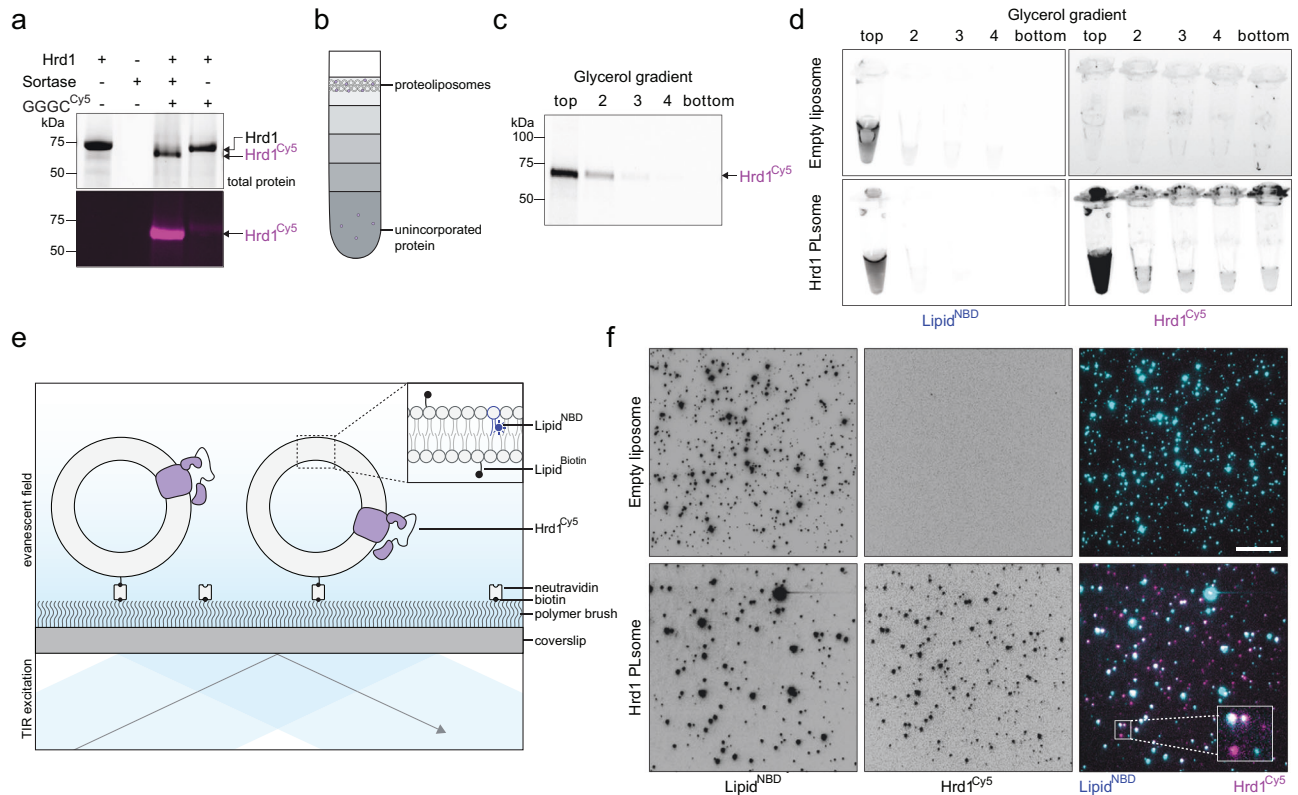 a
Hrd1 + - + +
Sortase - + + -
GGGC Cy5 - - + +
kDa
75
50
Hrd1
Hrd1 Cy5
total protein
75
50
Hrd1 Cy5
b
proteoliposomes
unincorporated
protein
c
Glycerol gradient
top 2 3 4 bottom
kDa
100
75
50
Hrd1 Cy5
d
Glycerol gradient
top 2 3 4 bottom top 2 3 4 bottom
Empty liposome
Hrd1 PLsome
Lipid NBD
Hrd1 Cy5
e
evanescent field
TIR excitation
Lipid NBD
Lipid Biotin
Hrd1 Cy5
neutravidin
biotin
polymer brush
coverslip
f
Empty liposome
Hrd1 PLsome
Lipid NBD
Hrd1 Cy5
Lipid NBD
Hrd1 Cy5